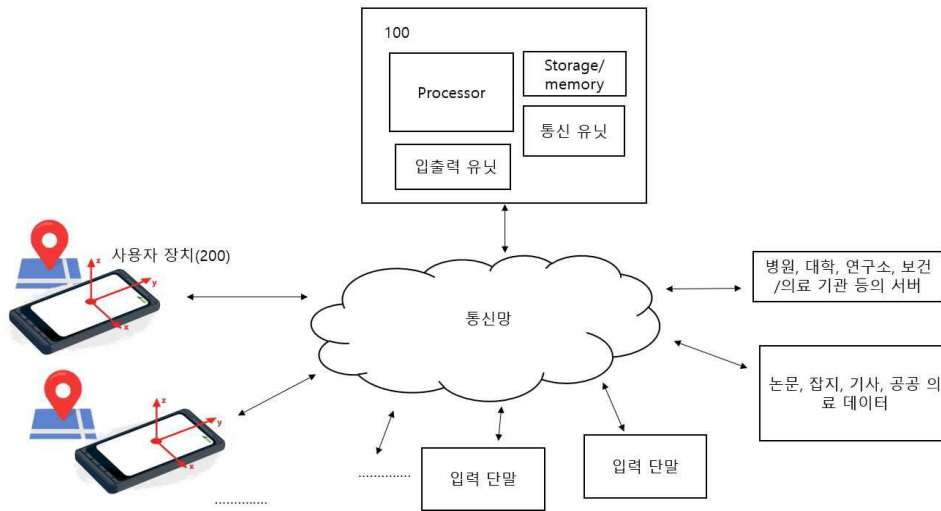 100
Processor
Storage/
memory
통신 유닛
입출력 유닛
사용자 장치(200)
z
y
x
통신망
병원, 대학, 연구소, 보건
/의료 기관 등의 서버
논문, 잡지, 기사, 공공 의
료 데이터
z
y
x
입력 단말
입력 단말
..............
..............